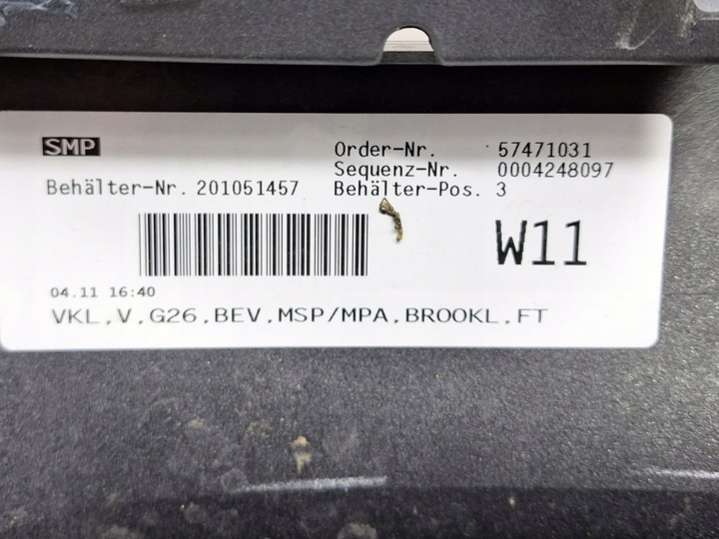 SMP
Order-Nr. 57471031
Sequenz-Nr. 0004248097
Behälter-Nr. 201051457
Behälter-Pos. 3
W11
04.11 16:40
VKL,V,G26,BEV,MSP/MPA,BROOKL,FT